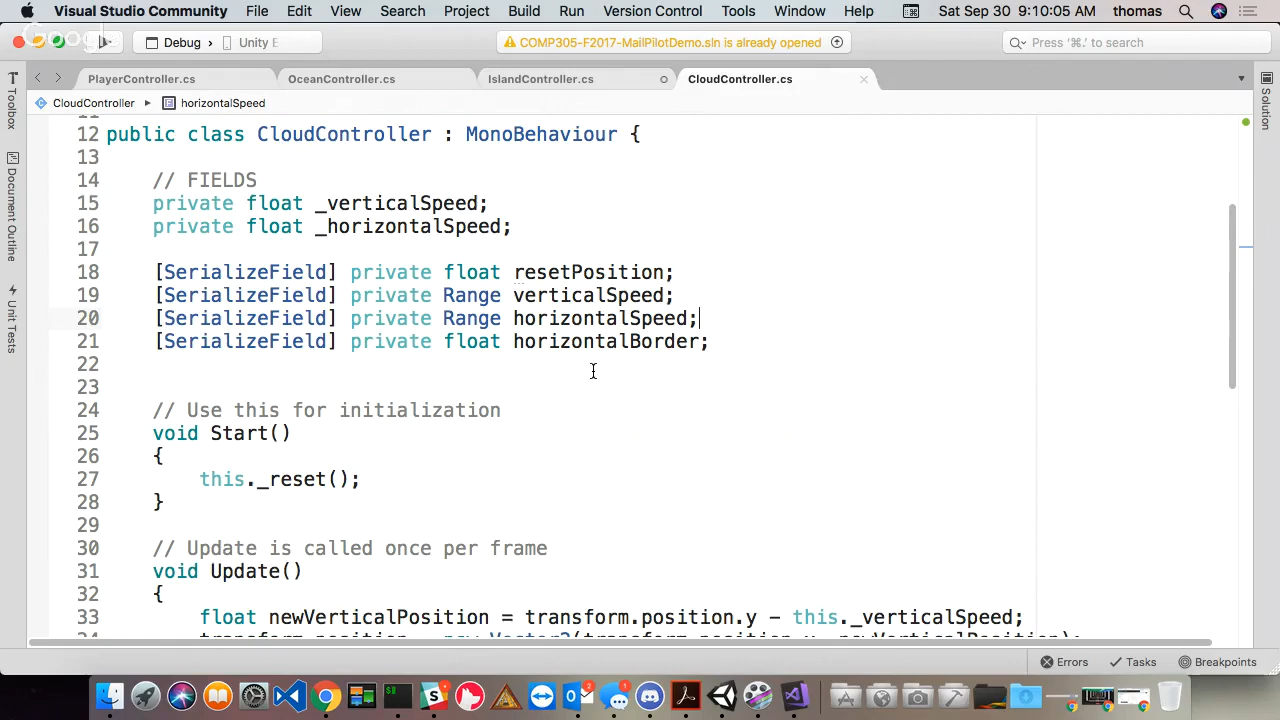 Visual Studio Community File Edit View Search Project Build Run Version Control Tools Window Help Sat Sep 30 9:10:05 AM thomas
Debug › Unity E
COMP305-F2017-MailPilotDemo.sln is already opened
Press '⌘.' to search
PlayerController.cs OceanController.cs IslandController.cs CloudController.cs
CloudController ▸ horizontalSpeed
Toolbox
Document Outline
Unit Tests
Solution
11
12 public class CloudController : MonoBehaviour {
13
14 // FIELDS
15 private float _verticalSpeed;
16 private float _horizontalSpeed;
17
18 [SerializeField] private float resetPosition;
19 [SerializeField] private Range verticalSpeed;
20 [SerializeField] private Range horizontalSpeed;
21 [SerializeField] private float horizontalBorder;
22
23
24 // Use this for initialization
25 void Start()
26 {
27 this._reset();
28 }
29
30 // Update is called once per frame
31 void Update()
32 {
33 float newVerticalPosition = transform.position.y - this._verticalSpeed;
Errors Tasks Breakpoints